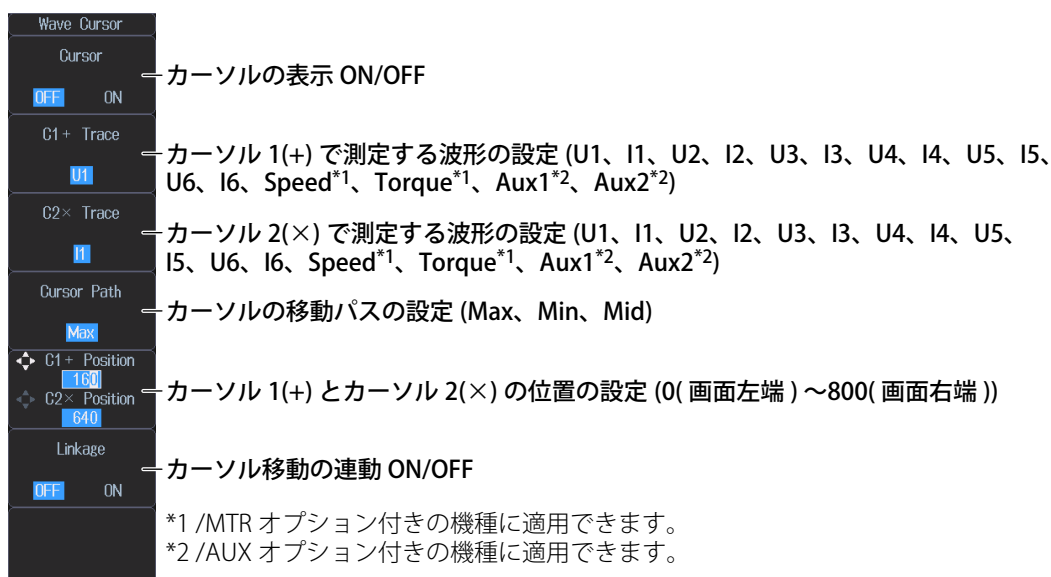 Wave Cursor
Cursor
OFF ON
カーソルの表示 ON/OFF
C1+ Trace
U1
カーソル 1(+) で測定する波形の設定 (U1、I1、U2、I2、U3、I3、U4、I4、U5、I5、
U6、I6、Speed*1、Torque*1、Aux1*2、Aux2*2)
C2× Trace
I1
カーソル 2(×) で測定する波形の設定 (U1、I1、U2、I2、U3、I3、U4、I4、U5、
I5、U6、I6、Speed*1、Torque*1、Aux1*2、Aux2*2)
Cursor Path
Max
カーソルの移動パスの設定 (Max、Min、Mid)
C1+ Position
160
C2× Position
640
カーソル 1(+) とカーソル 2(×) の位置の設定 (0( 画面左端 ) ～800( 画面右端 ))
Linkage
OFF ON
カーソル移動の連動 ON/OFF
*1 /MTR オプション付きの機種に適用できます。
*2 /AUX オプション付きの機種に適用できます。